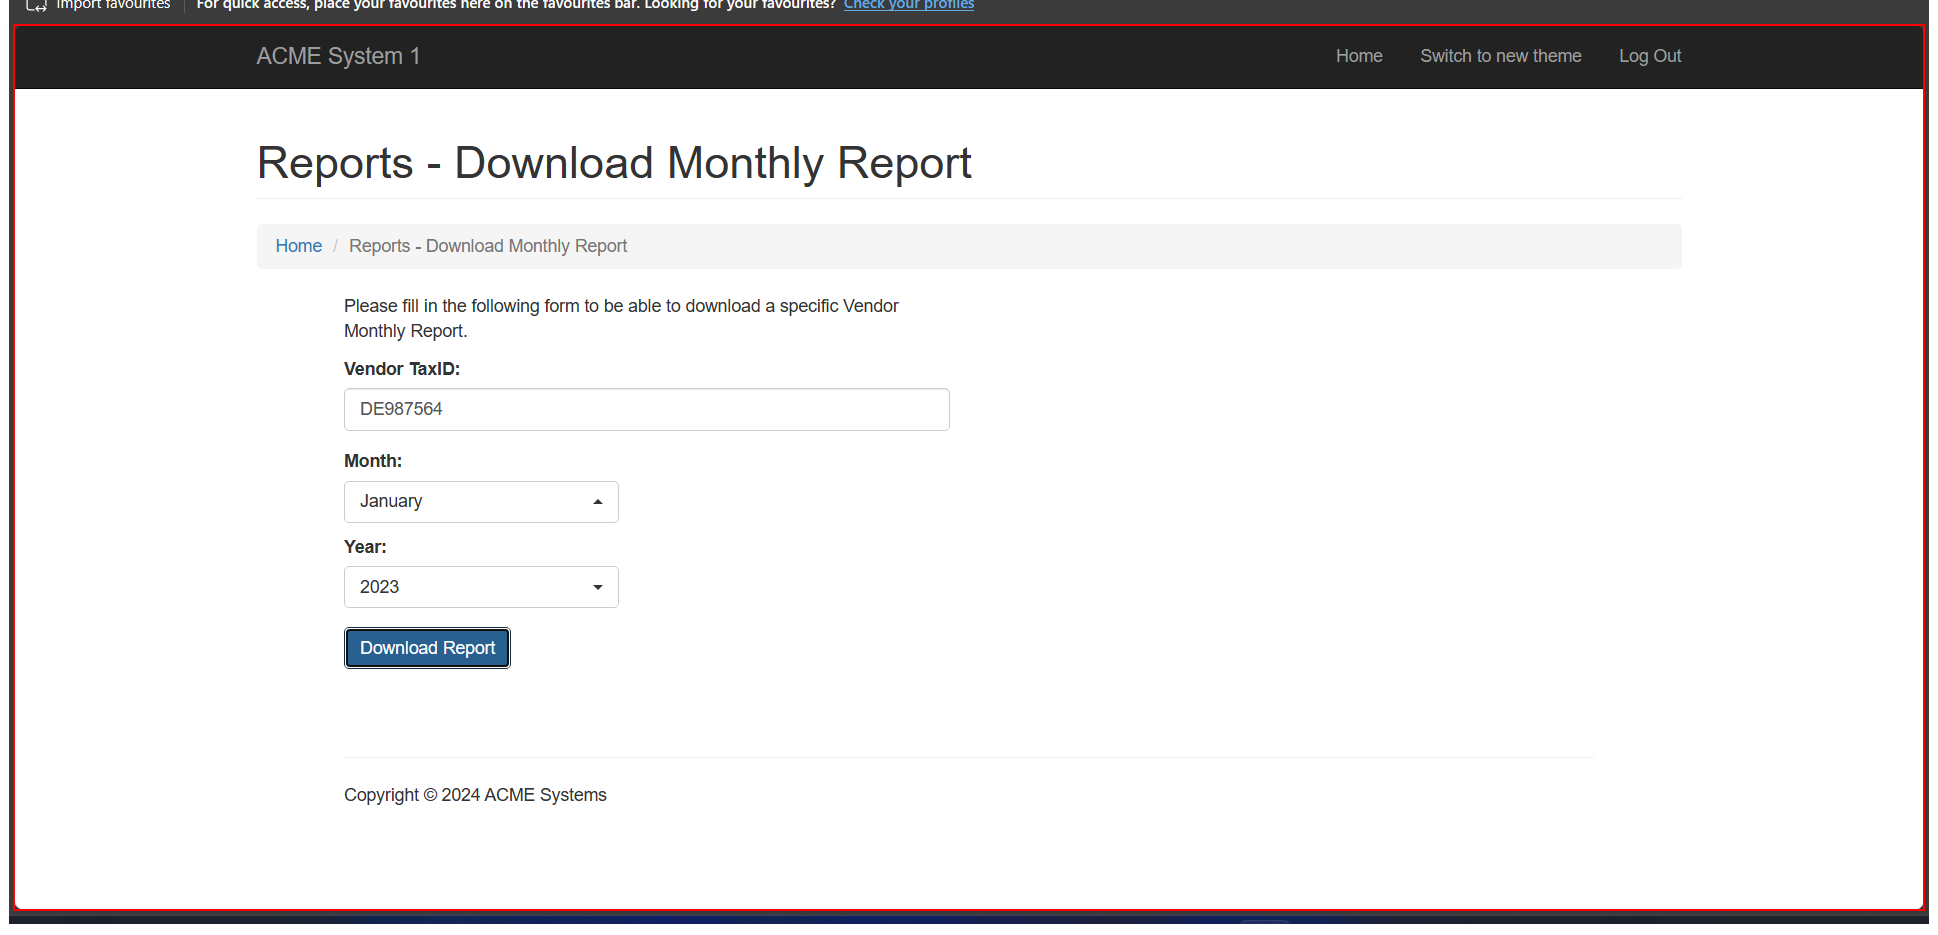 Import favourites For quick access, place your favourites here on the favourites bar. Looking for your favourites? Check your profiles
ACME System 1 Home Switch to new theme Log Out
Reports - Download Monthly Report
Home / Reports - Download Monthly Report
Please fill in the following form to be able to download a specific Vendor
Monthly Report.
Vendor TaxID:
DE987564
Month:
January
Year:
2023
Download Report
Copyright © 2024 ACME Systems